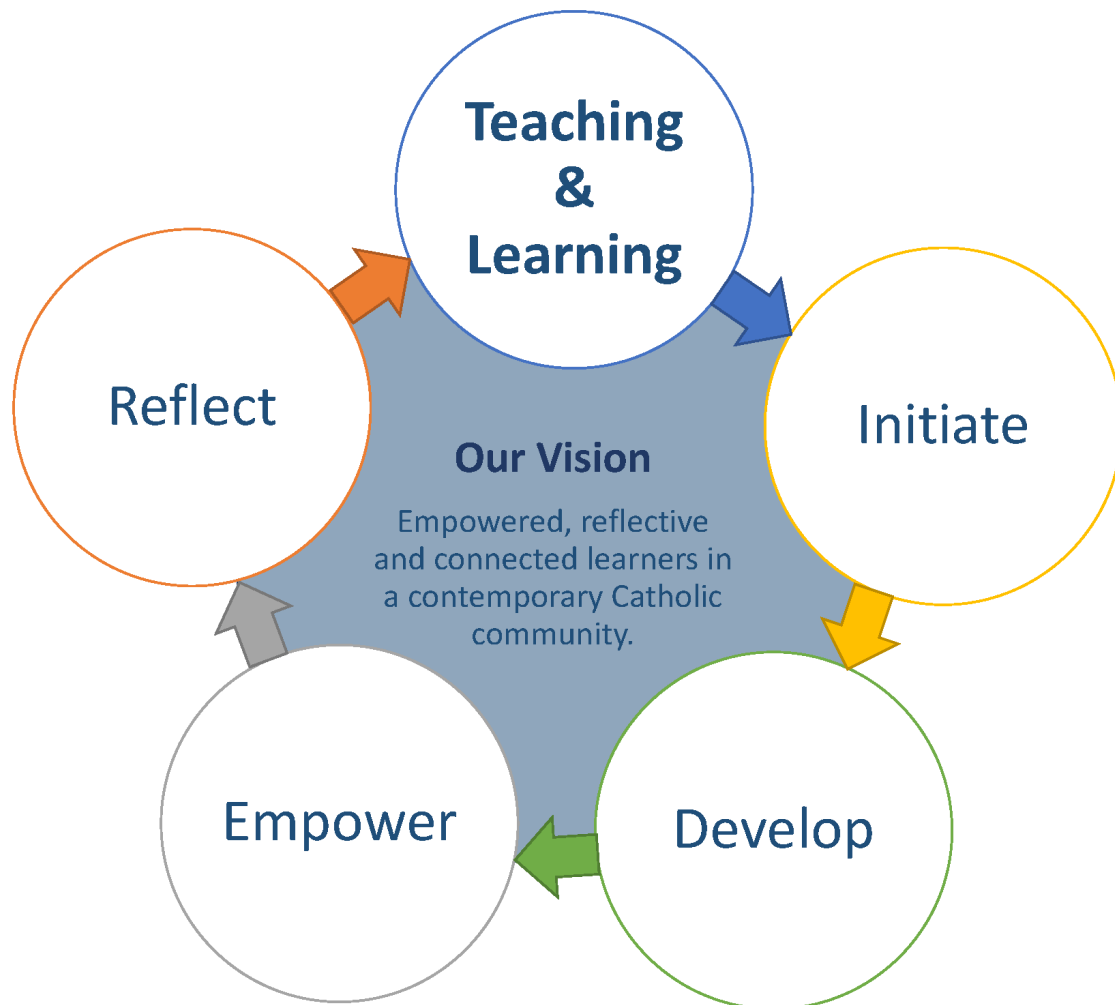 Teaching
&
Learning
Initiate
Develop
Empower
Reflect
Our Vision
Empowered, reflective
and connected learners in
a contemporary Catholic
community.